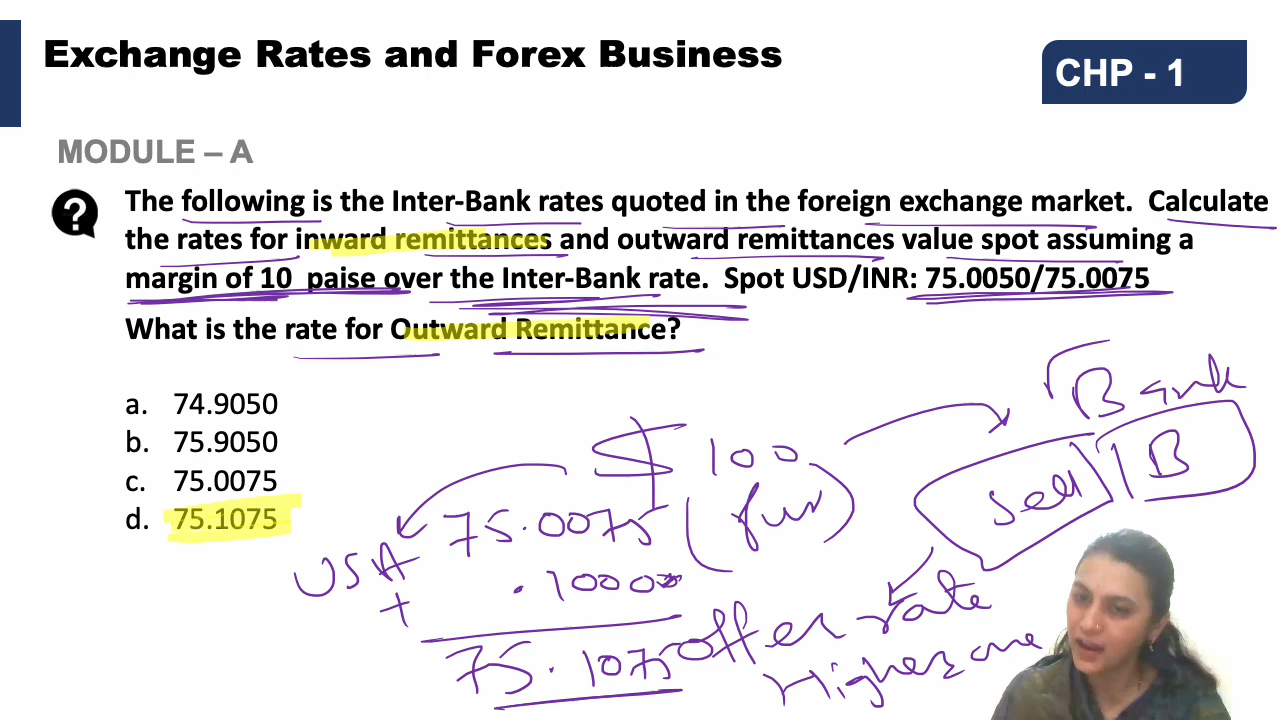 Exchange Rates and Forex Business
CHP - 1
MODULE – A
?
The following is the Inter-Bank rates quoted in the foreign exchange market. Calculate
the rates for inward remittances and outward remittances value spot assuming a
margin of 10 paise over the Inter-Bank rate. Spot USD/INR: 75.0050/75.0075
What is the rate for Outward Remittance?
a. 74.9050
b. 75.9050
c. 75.0075
d. 75.1075
Bank
$ 100
Sell B
75.0075
USA
+ .1000
offer rate
75.1075
Higher one